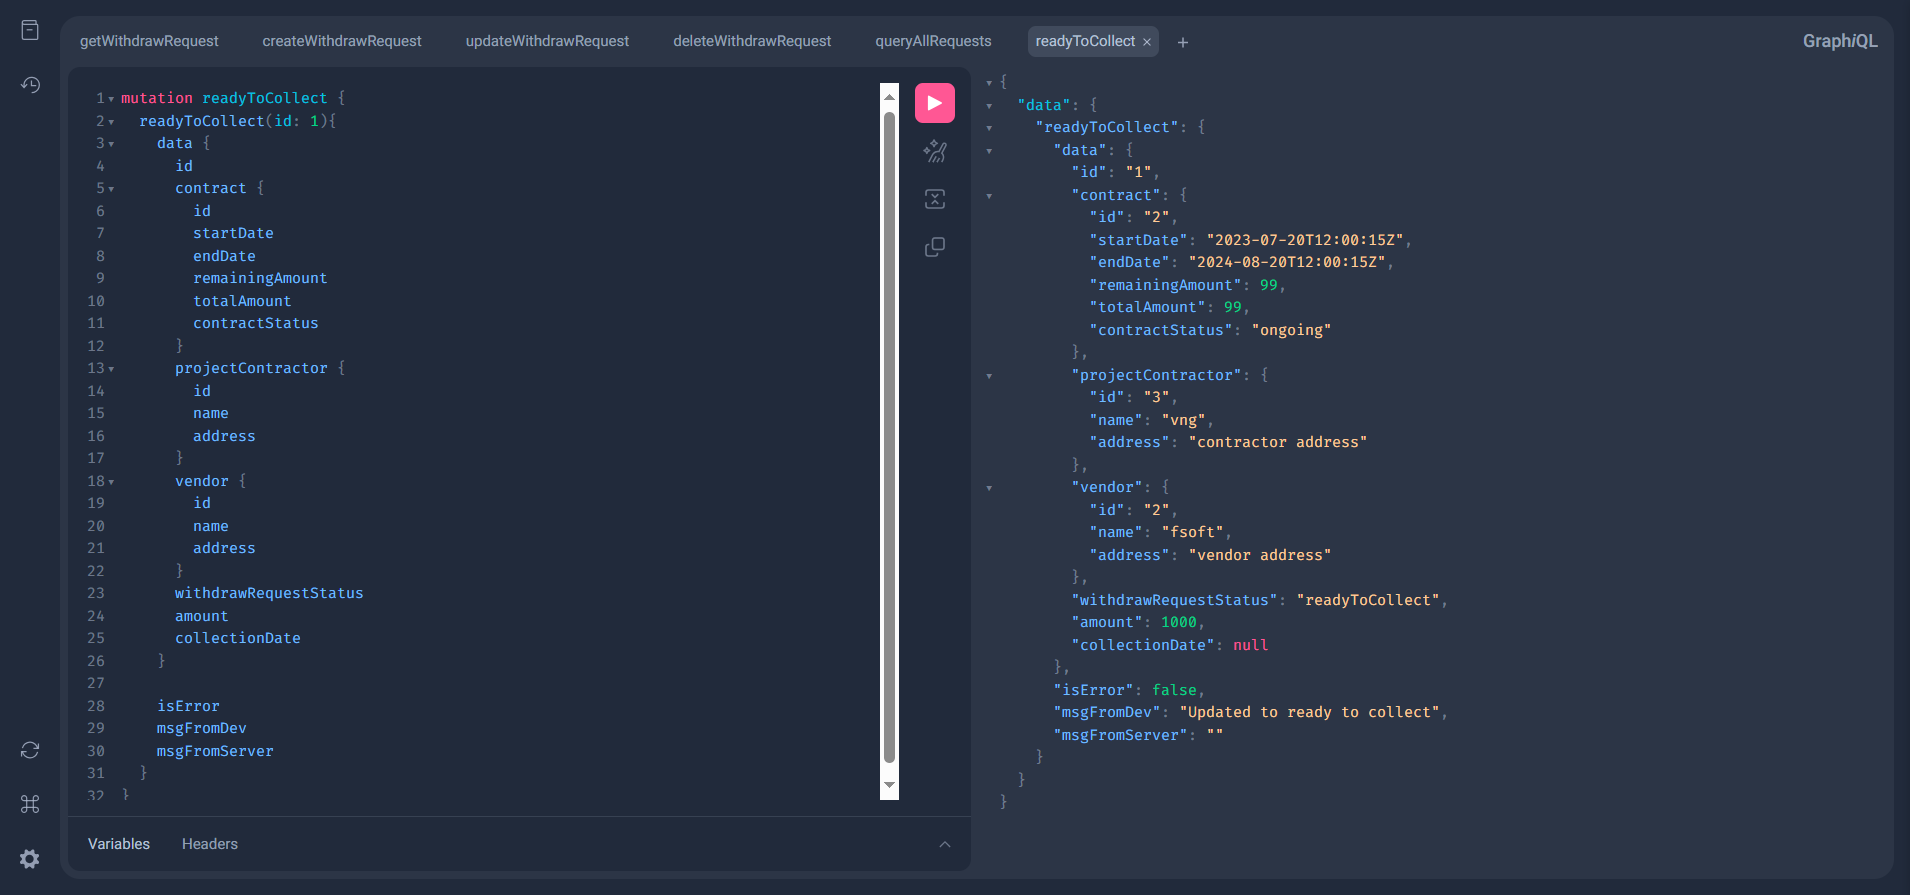 getWithdrawRequest createWithdrawRequest updateWithdrawRequest deleteWithdrawRequest queryAllRequests readyToCollect × + GraphiQL
1 mutation readyToCollect {
2 readyToCollect(id: 1){
3 data {
4 id
5 contract {
6 id
7 startDate
8 endDate
9 remainingAmount
10 totalAmount
11 contractStatus
12 }
13 projectContractor {
14 id
15 name
16 address
17 }
18 vendor {
19 id
20 name
21 address
22 }
23 withdrawRequestStatus
24 amount
25 collectionDate
26 }
27
28 isError
29 msgFromDev
30 msgFromServer
31 }
32 }
Variables Headers
{
"data": {
"readyToCollect": {
"data": {
"id": "1",
"contract": {
"id": "2",
"startDate": "2023-07-20T12:00:15Z",
"endDate": "2024-08-20T12:00:15Z",
"remainingAmount": 99,
"totalAmount": 99,
"contractStatus": "ongoing"
},
"projectContractor": {
"id": "3",
"name": "vng",
"address": "contractor address"
},
"vendor": {
"id": "2",
"name": "fsoft",
"address": "vendor address"
},
"withdrawRequestStatus": "readyToCollect",
"amount": 1000,
"collectionDate": null
},
"isError": false,
"msgFromDev": "Updated to ready to collect",
"msgFromServer": ""
}
}
}